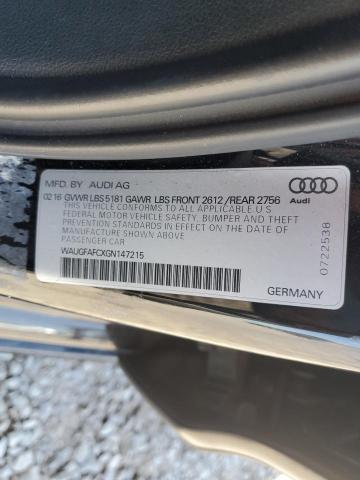 MFD. BY AUDI AG
02 16 GVWR LBS 5181 GAWR LBS FRONT 2612 / REAR 2756
THIS VEHICLE CONFORMS TO ALL APPLICABLE U S
FEDERAL MOTOR VEHICLE SAFETY, BUMPER AND THEFT
PREVENTION STANDARDS IN EFFECT ON THE DATE OF
MANUFACTURE SHOWN ABOVE.
PASSENGER CAR
WAUGFAFCXGN147215
Audi
0722538
GERMANY